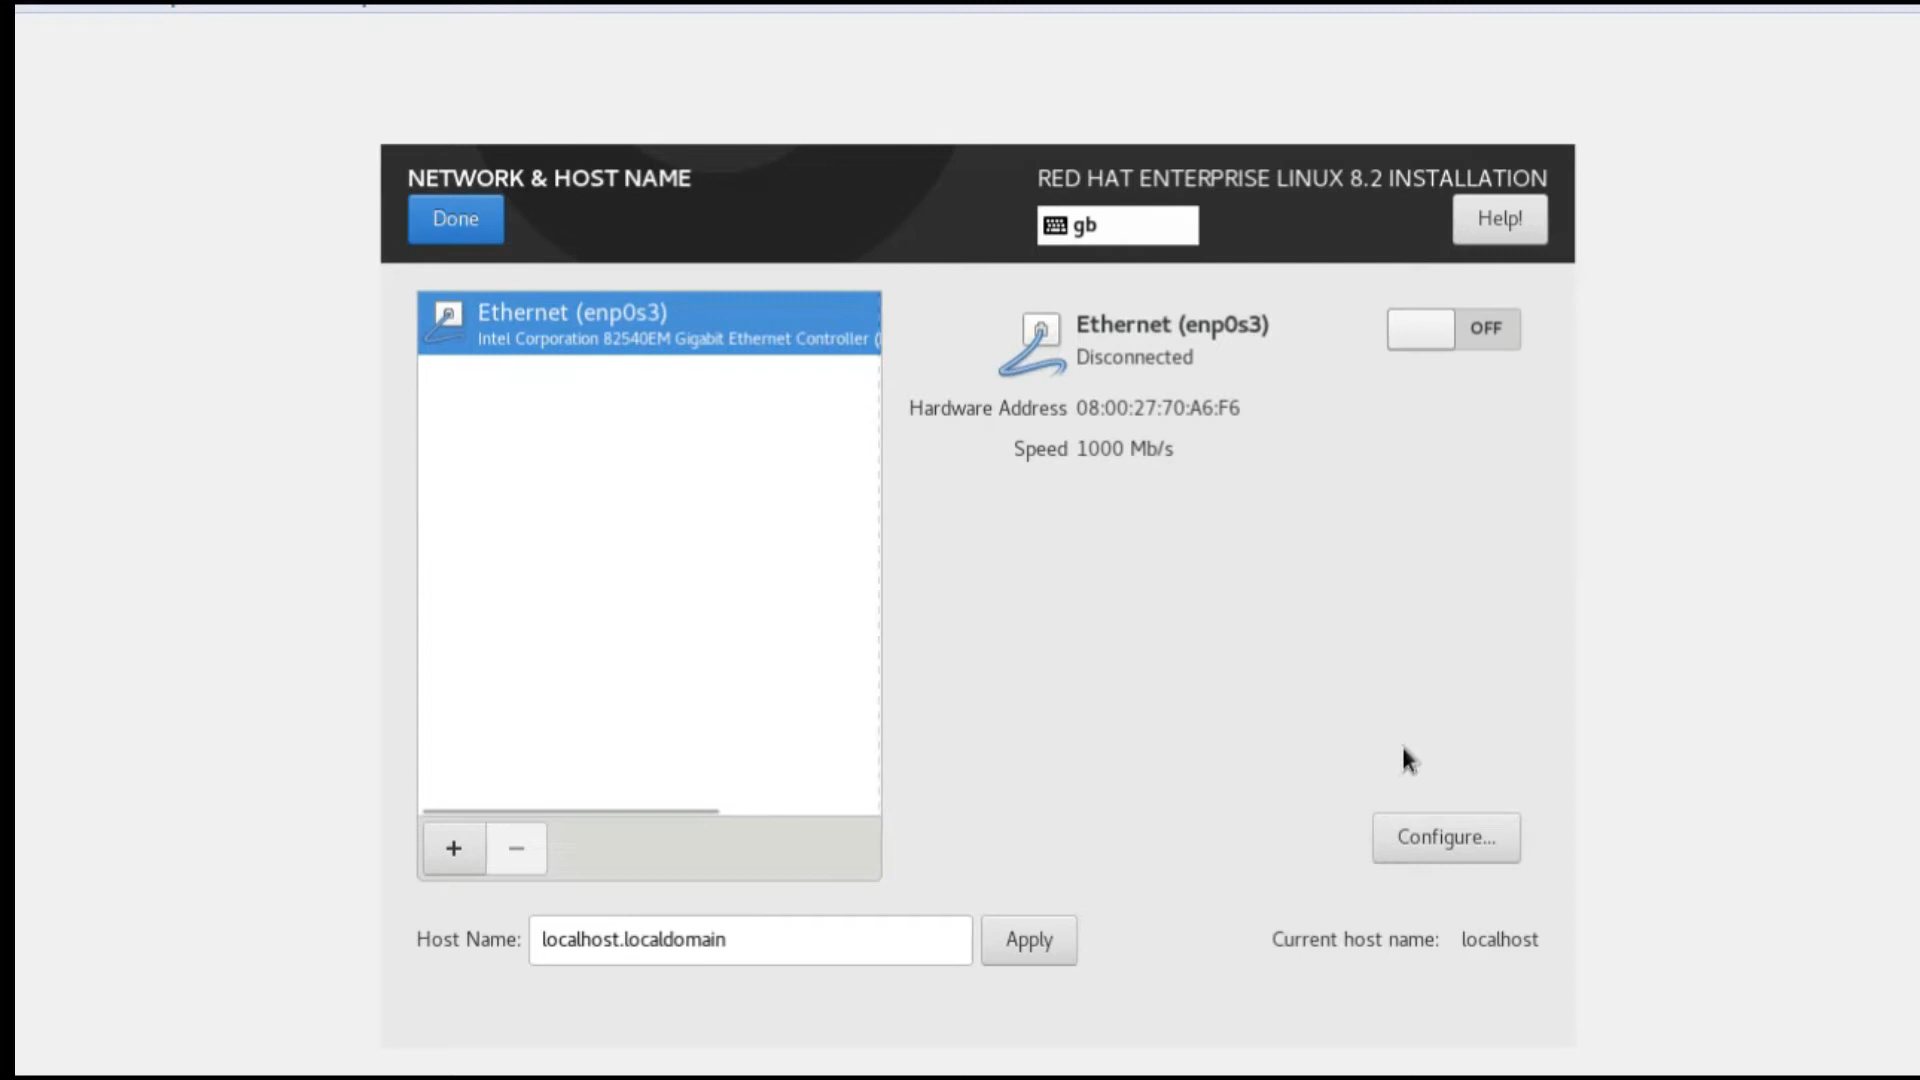 NETWORK & HOST NAME
RED HAT ENTERPRISE LINUX 8.2 INSTALLATION
Done
gb
Help!
Ethernet (enp0s3)
Intel Corporation 82540EM Gigabit Ethernet Controller (
Ethernet (enp0s3)
Disconnected
OFF
Hardware Address 08:00:27:70:A6:F6
Speed 1000 Mb/s
+ −
Configure...
Host Name: localhost.localdomain Apply
Current host name: localhost